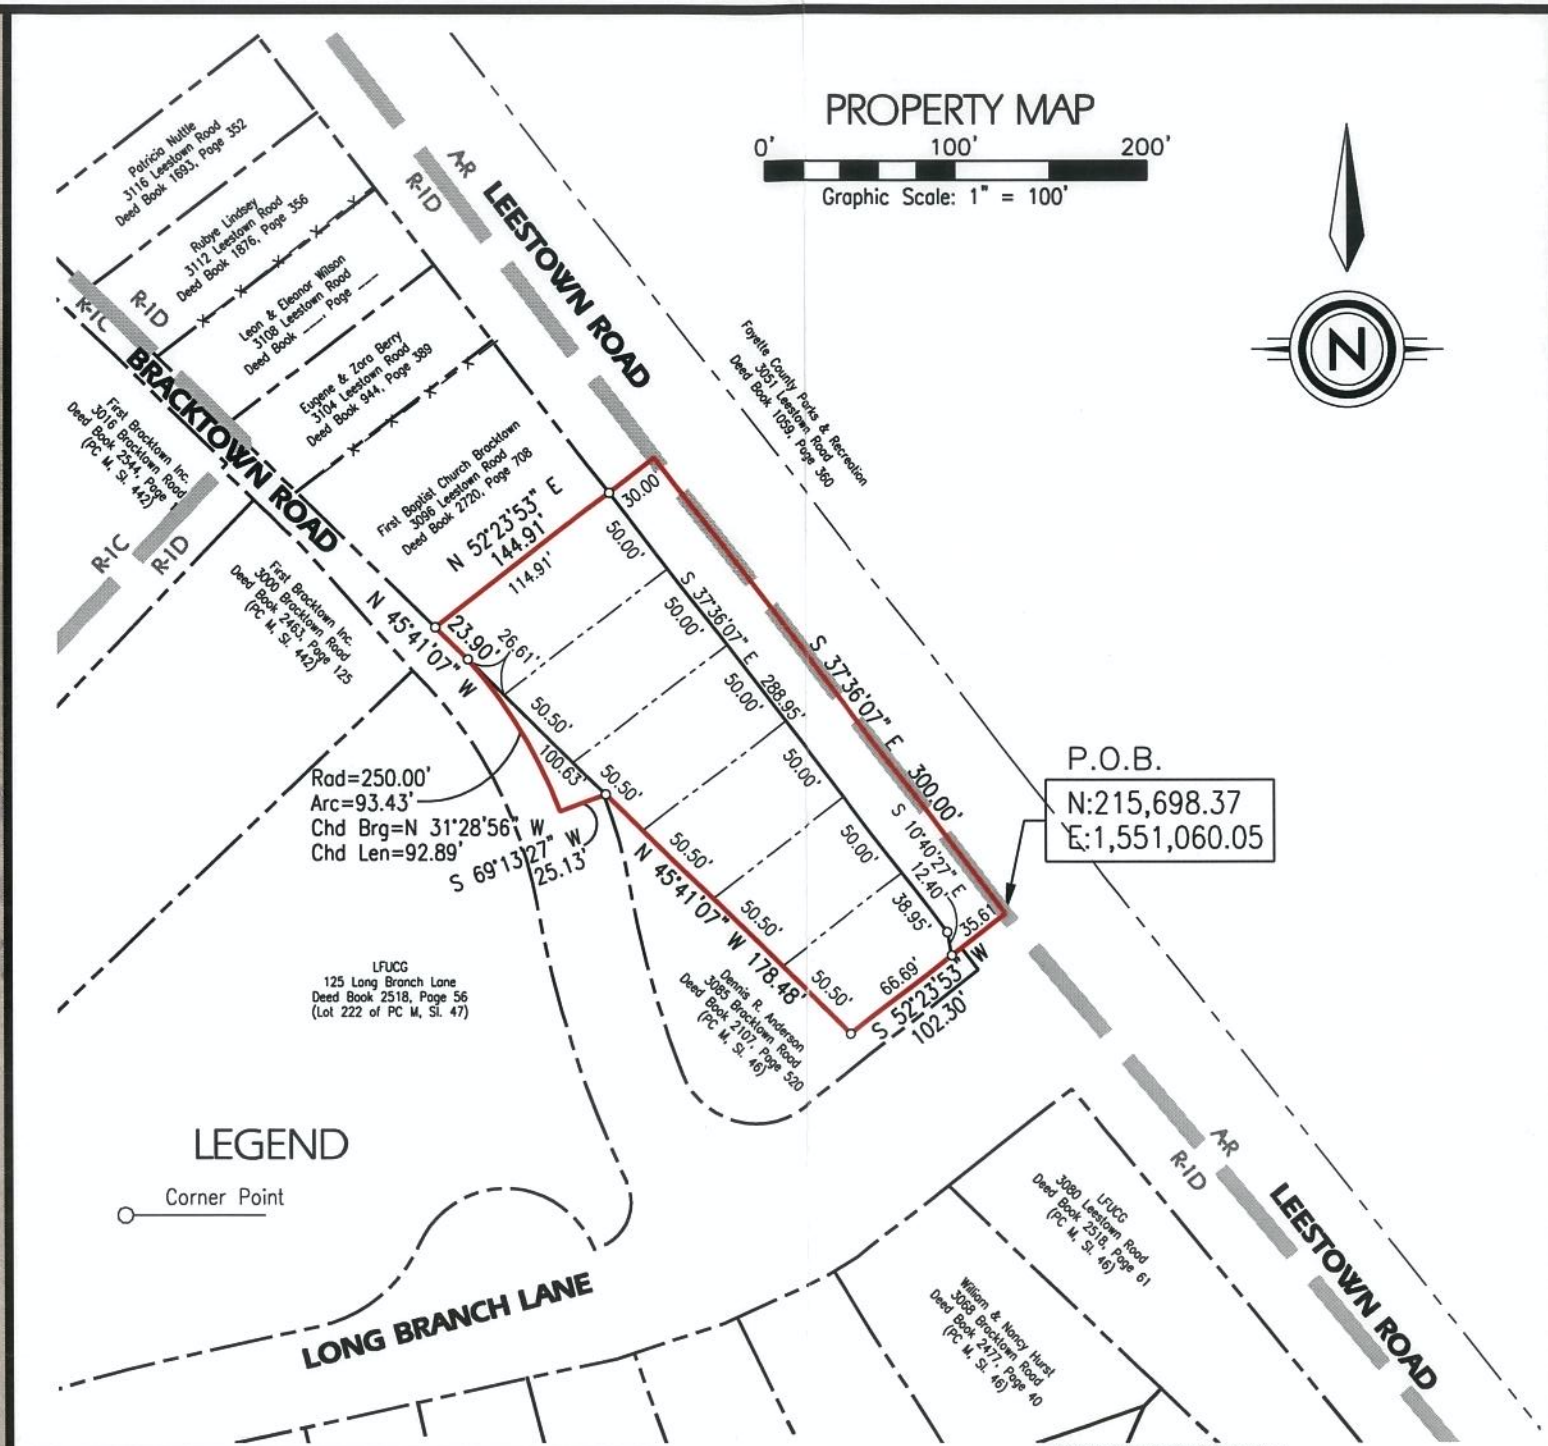 PROPERTY MAP
0' 100' 200'
Graphic Scale: 1" = 100'
N
Patricia Nuttle
3116 Leestown Road
Deed Book 1693, Page 352
Rubye Lindsey
3112 Leestown Road
Deed Book 1876, Page 356
Leon & Eleanor Wilson
3108 Leestown Road
Deed Book ____, Page ____
Eugene & Zora Berry
3104 Leestown Road
Deed Book 944, Page 389
First Baptist Church Bracktown
3096 Leestown Road
Deed Book 2720, Page 708
A-R
R-1D
LEESTOWN ROAD
Fayette County Parks & Recreation
3051 Leestown Road
Deed Book 1059, Page 360
R-1D
R-1C
BRACKTOWN ROAD
First Bracktown Inc.
3016 Bracktown Road
Deed Book 2544, Page
(PC M, Sl. 442)
R-1C
R-1D
First Bracktown Inc.
3000 Bracktown Road
Deed Book 2463, Page 125
(PC M, Sl. 442)
N 52°23'53" E
144.91'
114.91'
30.00'
N 45°41'07" W
23.90'
26.61'
50.00'
50.00'
50.00'
50.00'
50.00'
38.95'
S 37°36'07" E 288.95'
S 37°36'07" E 300.00'
S 10°40'27" E
12.40'
35.61'
50.50'
50.50'
50.50'
50.50'
50.50'
100.63'
66.69'
S 52°23'53" W
102.30'
N 45°41'07" W 178.48'
Rad=250.00'
Arc=93.43'
Chd Brg=N 31°28'56" W
Chd Len=92.89'
S 69°13'27" W
25.13'
P.O.B.
N:215,698.37
E:1,551,060.05
LFUCG
125 Long Branch Lane
Deed Book 2518, Page 56
(Lot 222 of PC M, Sl. 47)
Dennis R. Anderson
3085 Bracktown Road
Deed Book 2107, Page 520
(PC M, Sl. 46)
LEGEND
Corner Point
LONG BRANCH LANE
A-R
R-1D
LEESTOWN ROAD
LFUCG
3080 Leestown Road
Deed Book 2518, Page 61
(PC M, Sl. 46)
William & Nancy Hurst
3068 Bracktown Road
Deed Book 2477, Page 40
(PC M, Sl. 46)